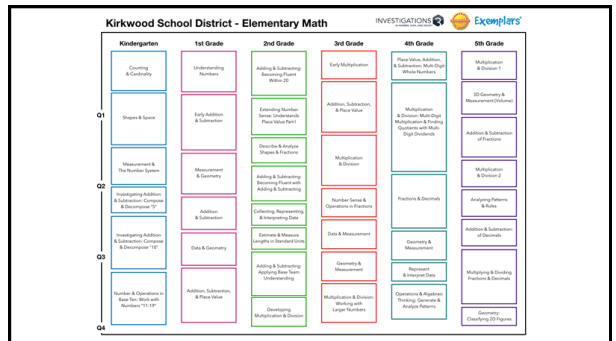 Kirkwood School District - Elementary Math
INVESTIGATIONS 3
Exemplars
Kindergarten
Counting
& Cardinality
Shapes & Space
Measurement &
The Number System
Investigating Addition
& Subtraction: Compose
& Decompose "5"
Investigating Addition
& Subtraction: Compose
& Decompose "10"
Number & Operations in
Base Ten: Work with
Numbers "11-19"
1st Grade
Understanding
Numbers
Early Addition
& Subtraction
Measurement
& Geometry
Addition
& Subtraction
Data & Geometry
Addition, Subtraction,
& Place Value
2nd Grade
Adding & Subtracting:
Becoming Fluent
Within 20
Extending Number
Sense: Understands
Place Value Part I
Describe & Analyze
Shapes & Fractions
Adding & Subtracting:
Becoming Fluent with
Adding & Subtracting
Collecting, Representing,
& Interpreting Data
Estimate & Measure
Lengths in Standard Units
Adding & Subtracting:
Applying Base Team
Understanding
Developing
Multiplication & Division
3rd Grade
Early Multiplication
Addition, Subtraction,
& Place Value
Multiplication
& Division
Number Sense &
Operations in Fractions
Data & Measurement
Geometry &
Measurement
Multiplication & Division:
Working with
Larger Numbers
4th Grade
Place Value, Addition,
& Subtraction: Multi-Digit
Whole Numbers
Multiplication
& Division: Multi-Digit
Multiplication & Finding
Quotients with Multi-
Digit Dividends
Fractions & Decimals
Geometry &
Measurement
Represent
& Interpret Data
Operations & Algebraic
Thinking: Generate &
Analyze Patterns
5th Grade
Multiplication
& Division 1
3D Geometry &
Measurement (Volume)
Addition & Subtraction
of Fractions
Multiplication
& Division 2
Analyzing Patterns
& Rules
Addition & Subtraction:
of Decimals
Multiplying & Dividing
Fractions & Decimals
Geometry:
Classifying 2D Figures
Q1
Q2
Q3
Q4